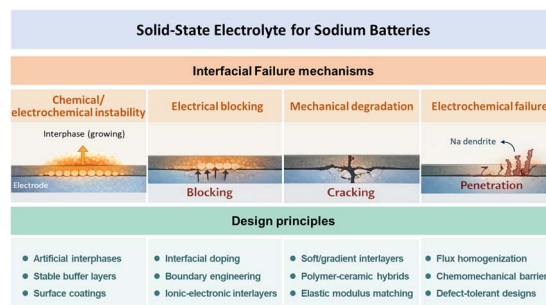 Solid-State Electrolyte for Sodium Batteries
Interfacial Failure mechanisms
Chemical/
electrochemical instability
Electrical blocking
Mechanical degradation
Electrochemical failure
Interphase (growing)
Electrode
Blocking
Cracking
Na dendrite
Penetration
Design principles
Artificial interphases
Stable buffer layers
Surface coatings
Interfacial doping
Boundary engineering
Ionic-electronic interlayers
Soft/gradient interlayers
Polymer-ceramic hybrids
Elastic modulus matching
Flux homogenization
Chemomechanical barrier
Defect-tolerant designs